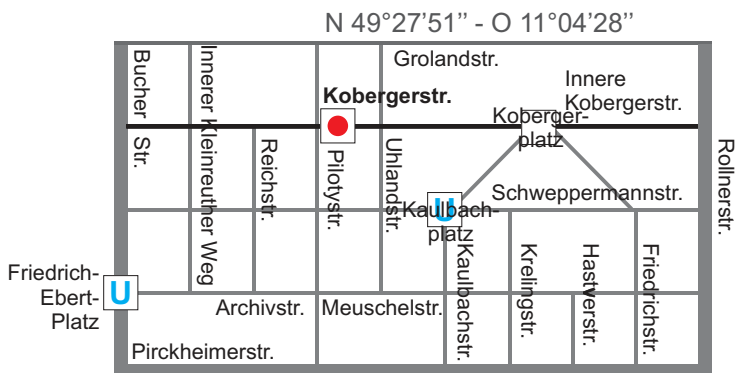 N 49°27'51’’ - O 11°04'28’’
Grolandstr.
Innere
Kobergerstr.
Kobergerstr.
Koberger-
platz
Bucher
Str.
Innerer Kleinreuther Weg
Reichstr.
Pilotystr.
Uhlandstr.
Rollnerstr.
Schweppermannstr.
U
Kaulbach-
platz
Kaulbachstr.
Krelingstr.
Hastverstr.
Friedrichstr.
Friedrich-
Ebert-
Platz
U
Archivstr.
Meuschelstr.
Pirckheimerstr.